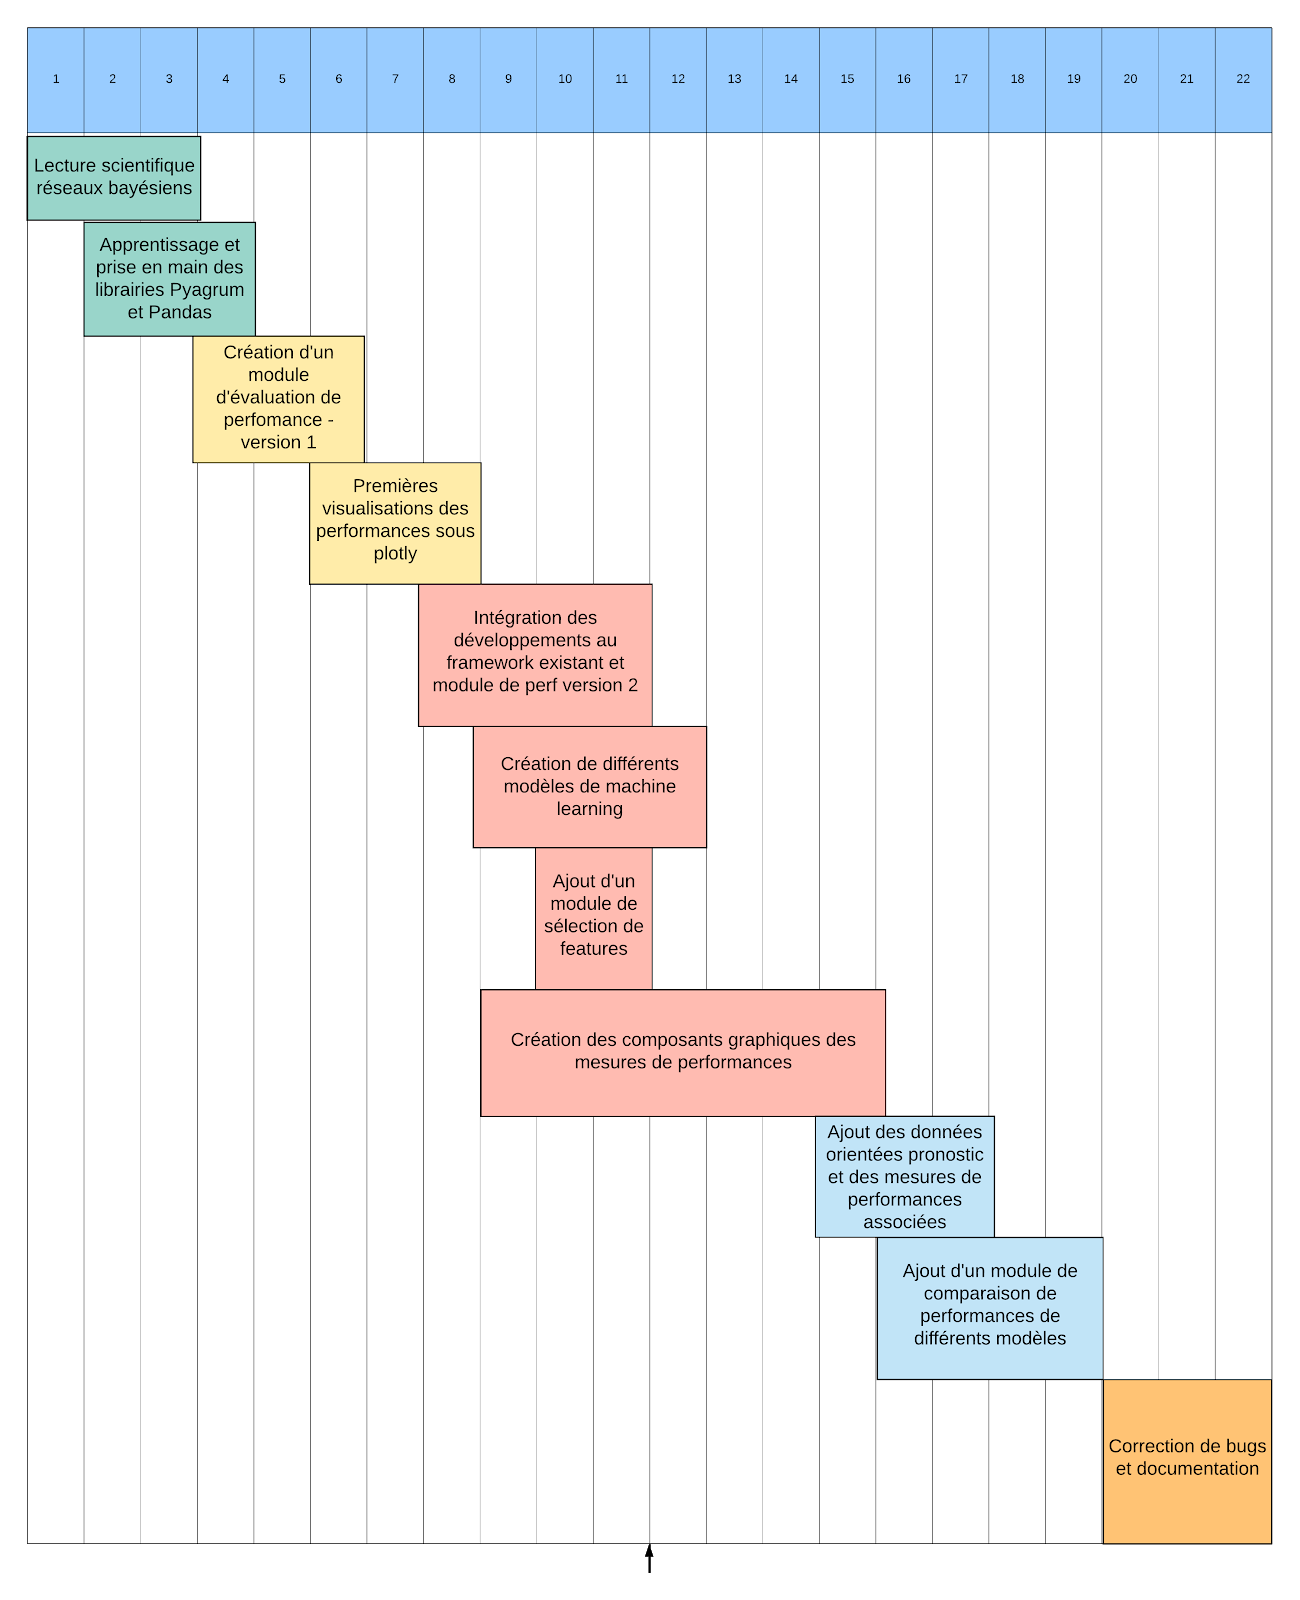 1 2 3 4 5 6 7 8 9 10 11 12 13 14 15 16 17 18 19 20 21 22
Lecture scientifique
réseaux bayésiens
Apprentissage et
prise en main des
librairies Pyagrum
et Pandas
Création d'un
module
d'évaluation de
perfomance -
version 1
Premières
visualisations des
performances sous
plotly
Intégration des
développements au
framework existant et
module de perf version 2
Création de différents
modèles de machine
learning
Ajout d'un
module de
sélection de
features
Création des composants graphiques des
mesures de performances
Ajout des données
orientées pronostic
et des mesures de
performances
associées
Ajout d'un module de
comparaison de
performances de
différents modèles
Correction de bugs
et documentation